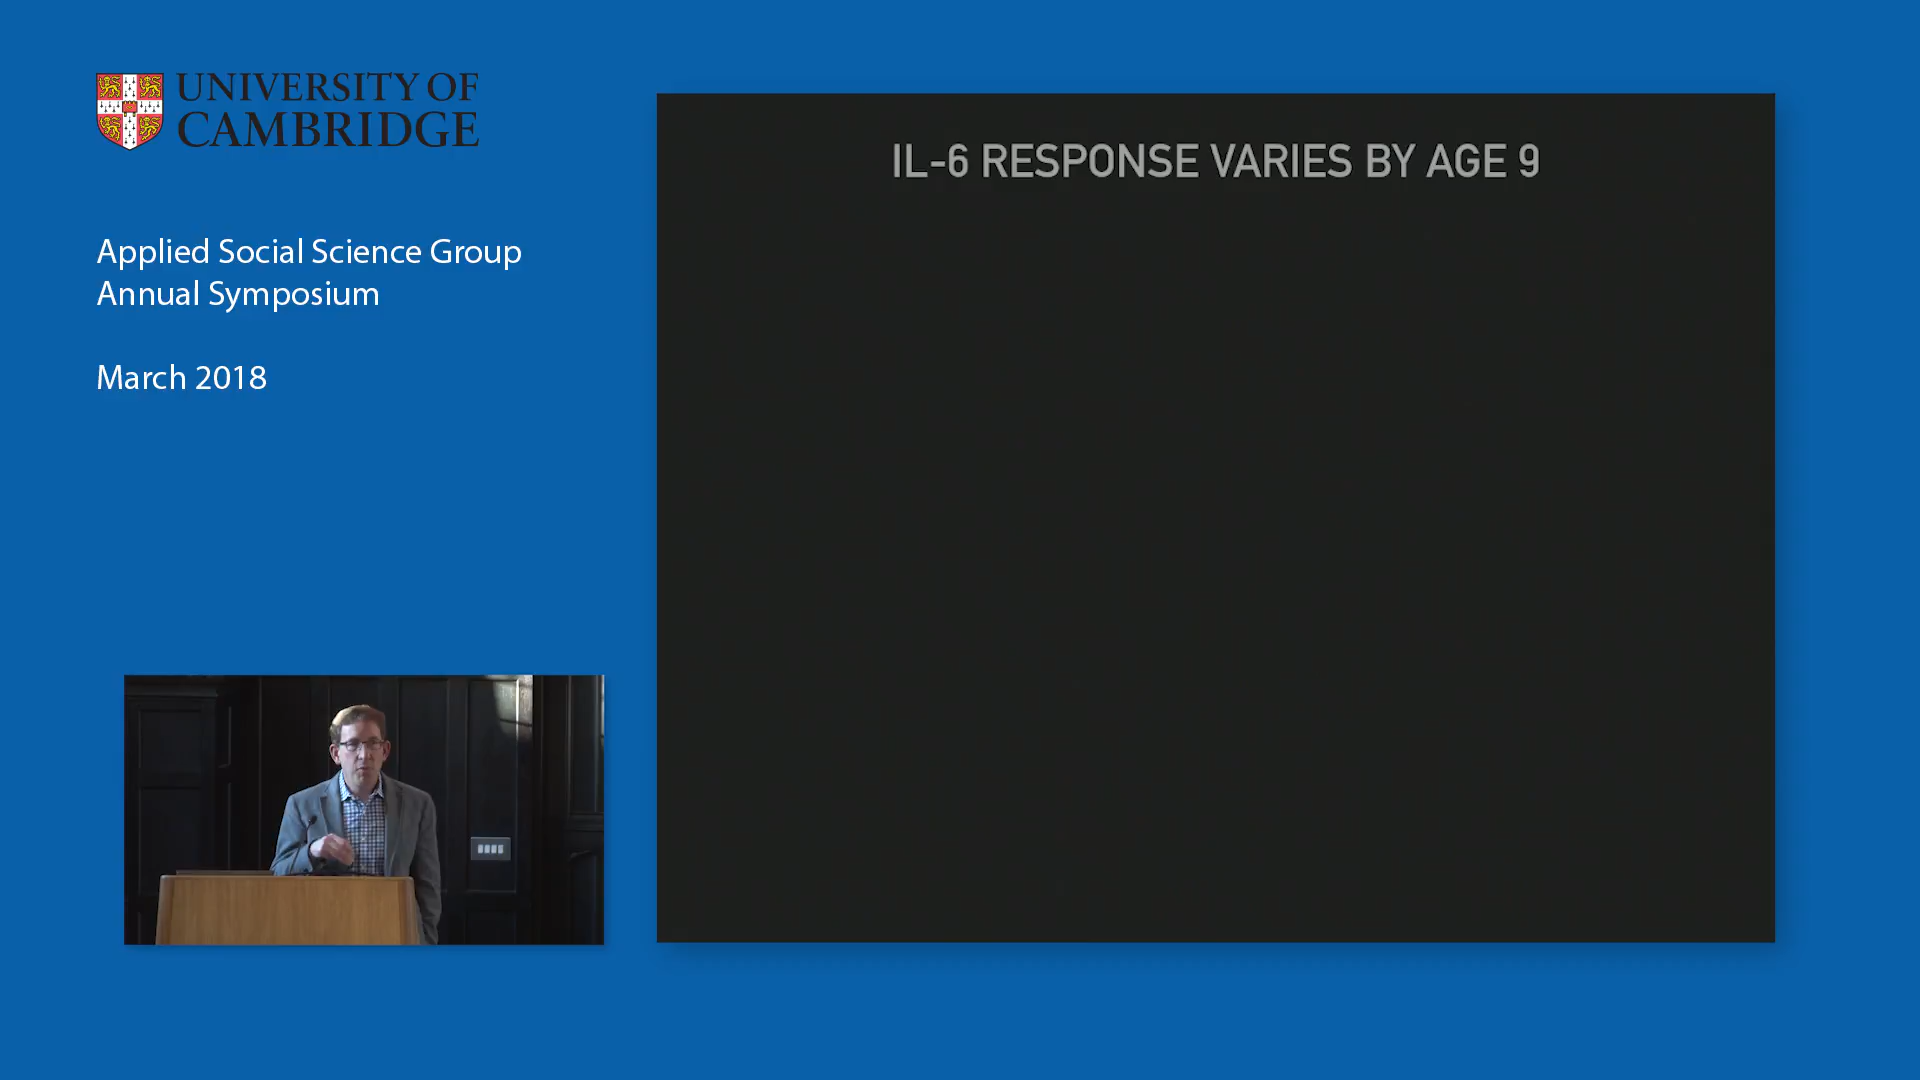 UNIVERSITY OF
CAMBRIDGE
Applied Social Science Group
Annual Symposium
March 2018
IL-6 RESPONSE VARIES BY AGE 9